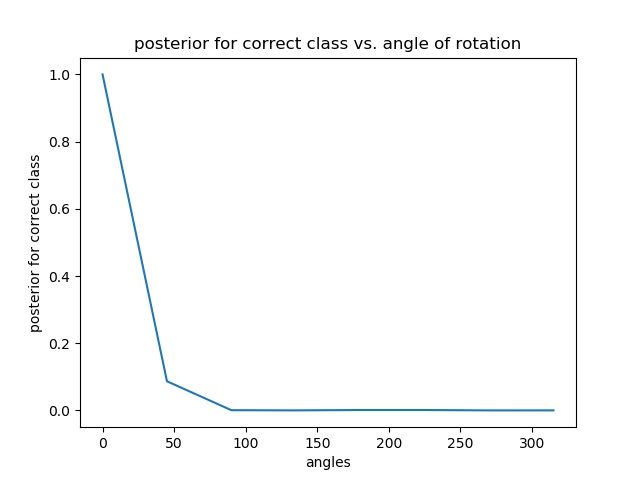 posterior for correct class vs. angle of rotation
posterior for correct class
1.0
0.8
0.6
0.4
0.2
0.0
0 50 100 150 200 250 300
angles